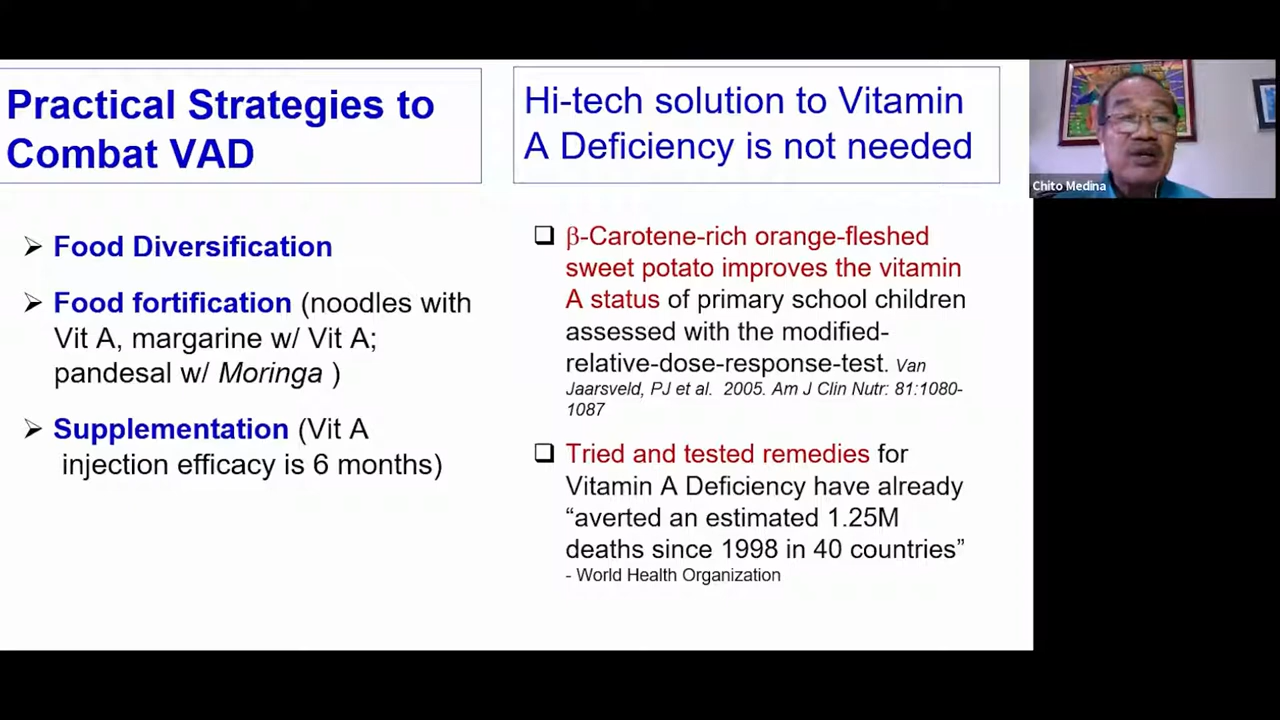 Practical Strategies to
Combat VAD
➢ Food Diversification
➢ Food fortification (noodles with
Vit A, margarine w/ Vit A;
pandesal w/ Moringa )
➢ Supplementation (Vit A
injection efficacy is 6 months)
Hi-tech solution to Vitamin
A Deficiency is not needed
❑ β-Carotene-rich orange-fleshed
sweet potato improves the vitamin
A status of primary school children
assessed with the modified-
relative-dose-response-test. Van
Jaarsveld, PJ et al. 2005. Am J Clin Nutr: 81:1080-
1087
❑ Tried and tested remedies for
Vitamin A Deficiency have already
“averted an estimated 1.25M
deaths since 1998 in 40 countries”
- World Health Organization
Chito Medina